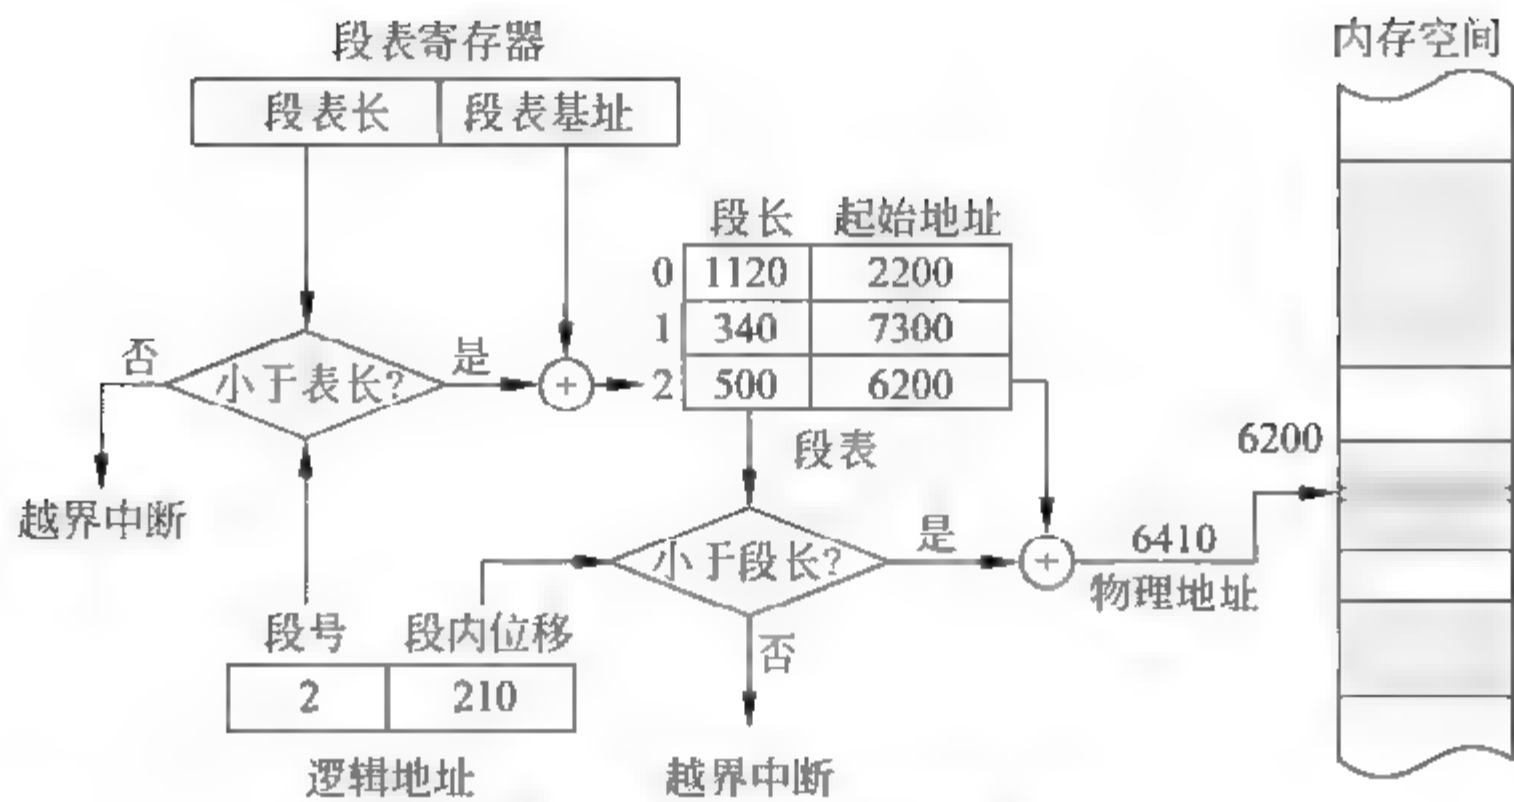 段表寄存器
内存空间
段表长 段表基址
段长 起始地址
0 1120 2200
1 340 7300
2 500 6200
否 小于表长? 是 +
6200
段表
越界中断
小于段长? 是 + 6410
物理地址
段号 段内位移
否
2 210
逻辑地址 越界中断